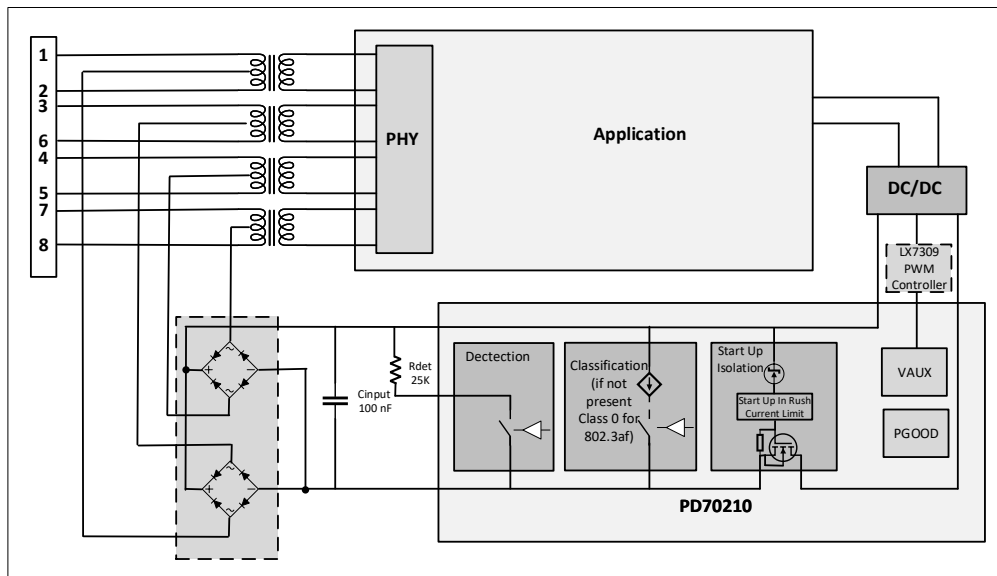 1
2
3
6
4
5
7
8
PHY
Application
DC/DC
LX7309
PWM
Controller
Cinput
100 nF
Rdet
25K
Dectection
Classification
(if not
present
Class 0 for
802.3af)
Start Up
Isolation
Start Up In Rush
Current Limit
VAUX
PGOOD
PD70210
~
+
-
~
~
+
-
~